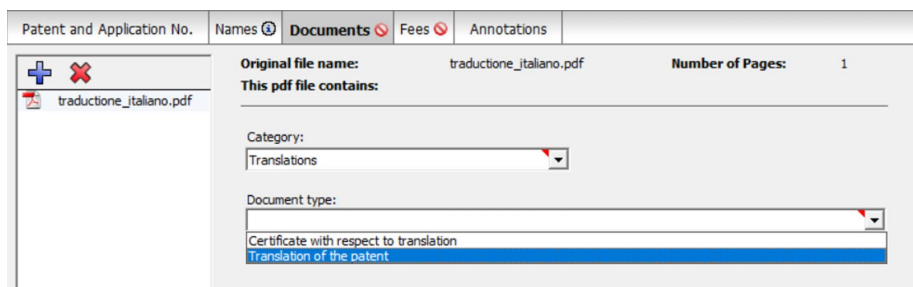 Patent and Application No. Names Documents Fees Annotations
Original file name: traductione_italiano.pdf Number of Pages: 1
This pdf file contains:
traductione_italiano.pdf
Category:
Translations
Document type:
Certificate with respect to translation
Translation of the patent